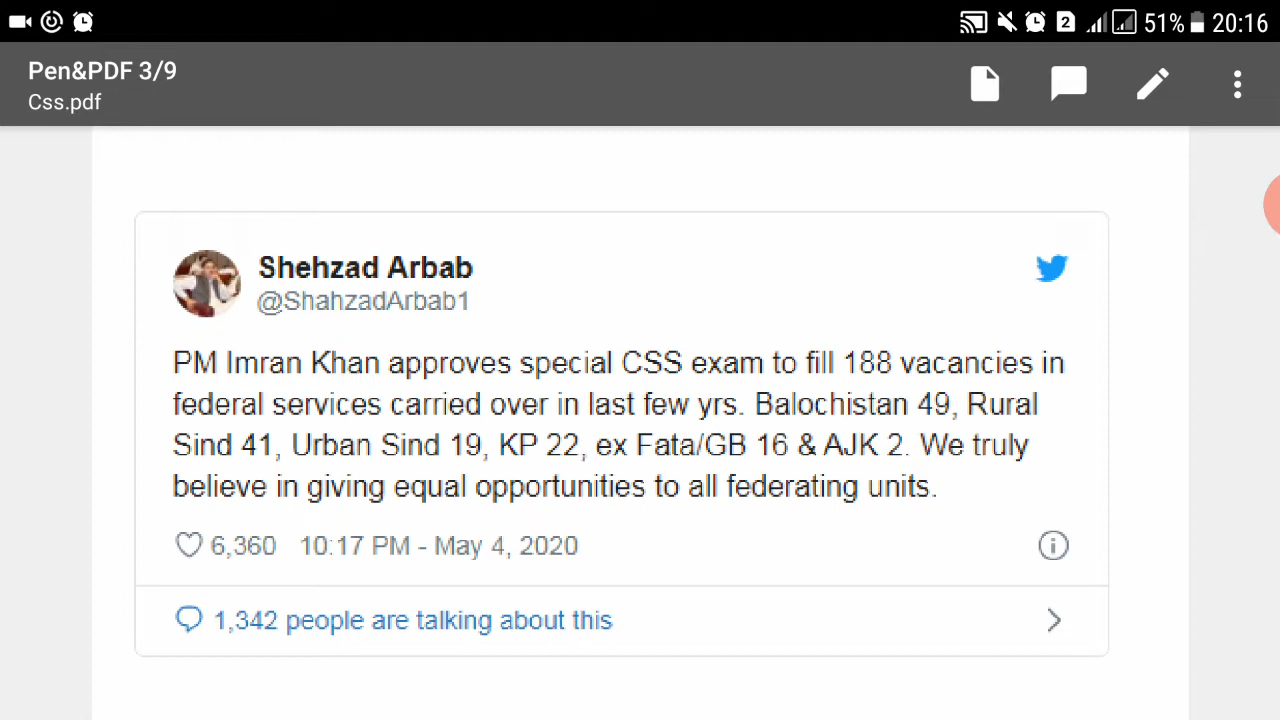 2 51% 20:16
Pen&PDF 3/9
Css.pdf
Shehzad Arbab
@ShahzadArbab1
PM Imran Khan approves special CSS exam to fill 188 vacancies in
federal services carried over in last few yrs. Balochistan 49, Rural
Sind 41, Urban Sind 19, KP 22, ex Fata/GB 16 & AJK 2. We truly
believe in giving equal opportunities to all federating units.
6,360 10:17 PM - May 4, 2020
1,342 people are talking about this